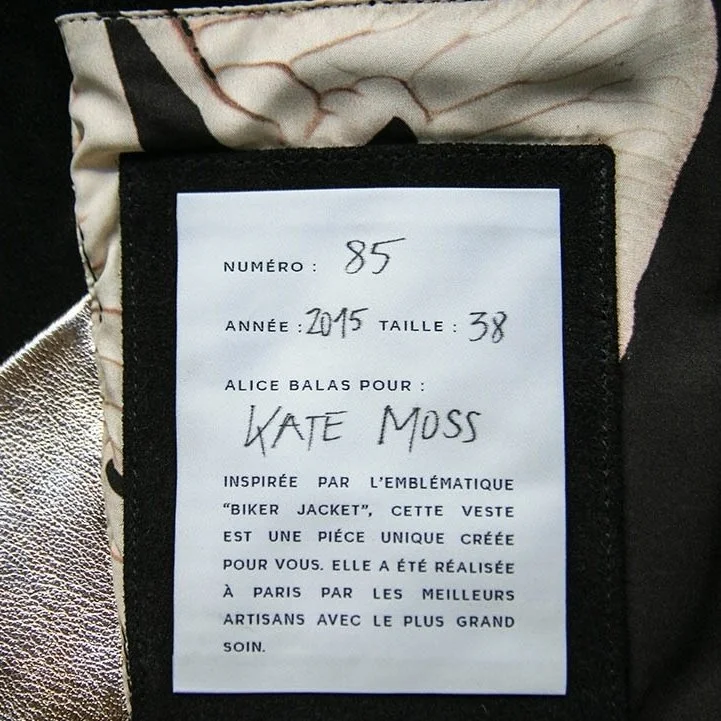 NUMÉRO : 85
ANNÉE : 2015 TAILLE : 38
ALICE BALAS POUR :
KATE MOSS
INSPIRÉE PAR L'EMBLÉMATIQUE
"BIKER JACKET", CETTE VESTE
EST UNE PIÉCE UNIQUE CRÉÉE
POUR VOUS. ELLE A ÉTÉ RÉALISÉE
À PARIS PAR LES MEILLEURS
ARTISANS AVEC LE PLUS GRAND
SOIN.